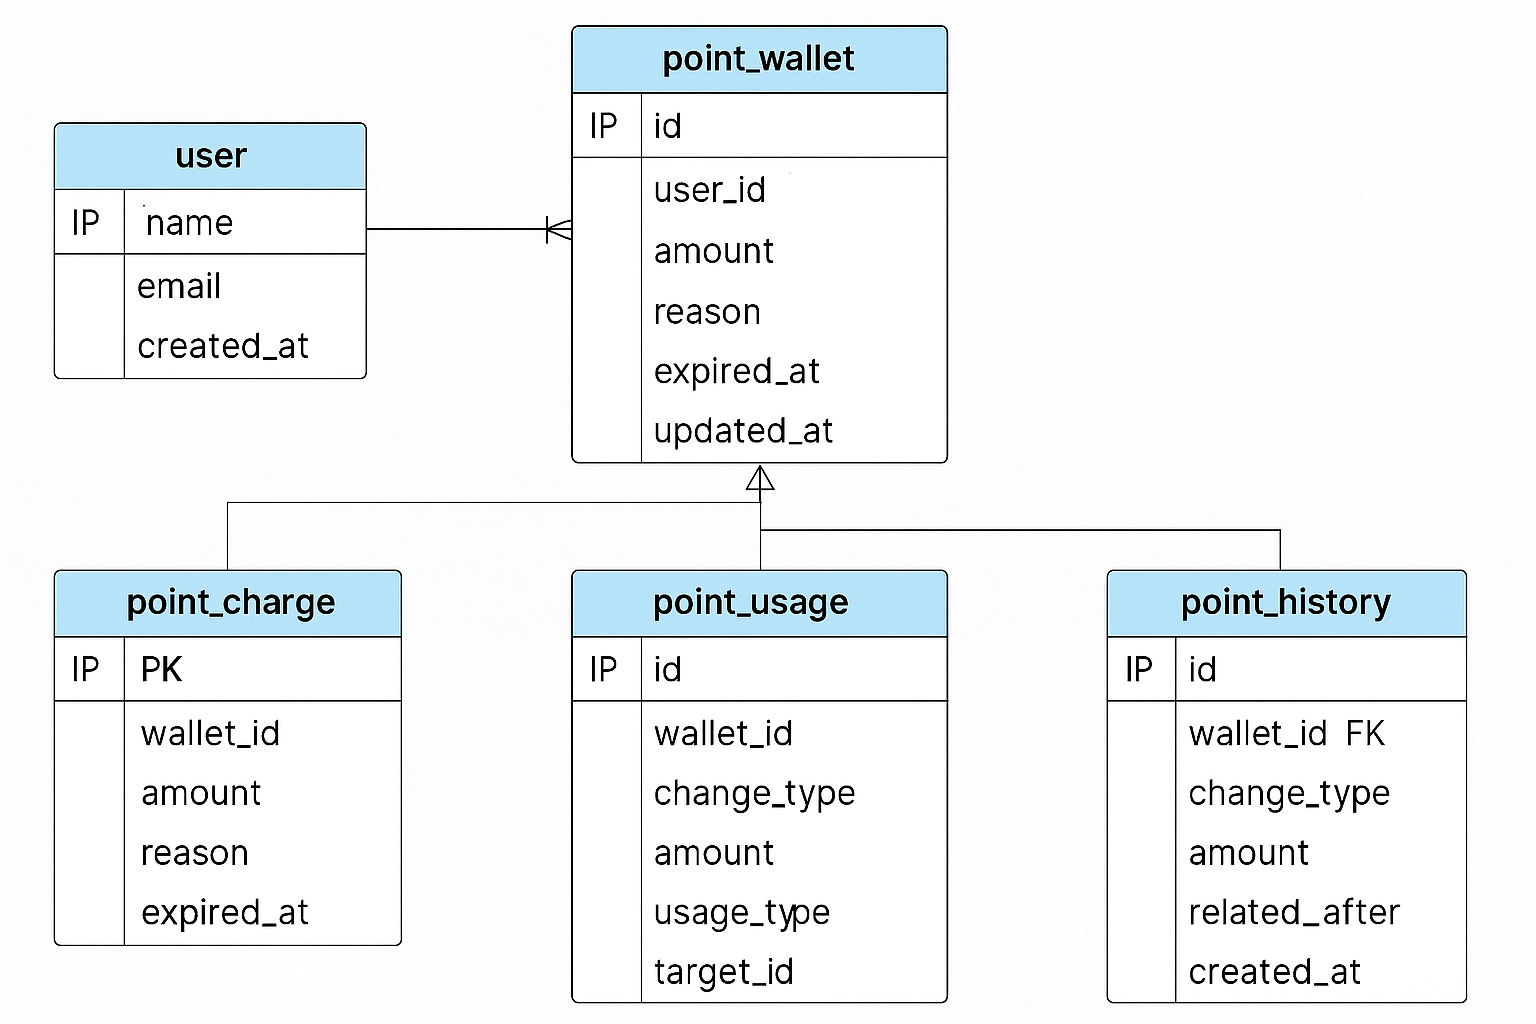 user
IP name
email
created_at
point_wallet
IP id
user_id
amount
reason
expired_at
updated_at
point_charge
IP PK
wallet_id
amount
reason
expired_at
point_usage
IP id
wallet_id
change_type
amount
usage_type
target_id
point_history
IP id
wallet_id FK
change_type
amount
related_after
created_at